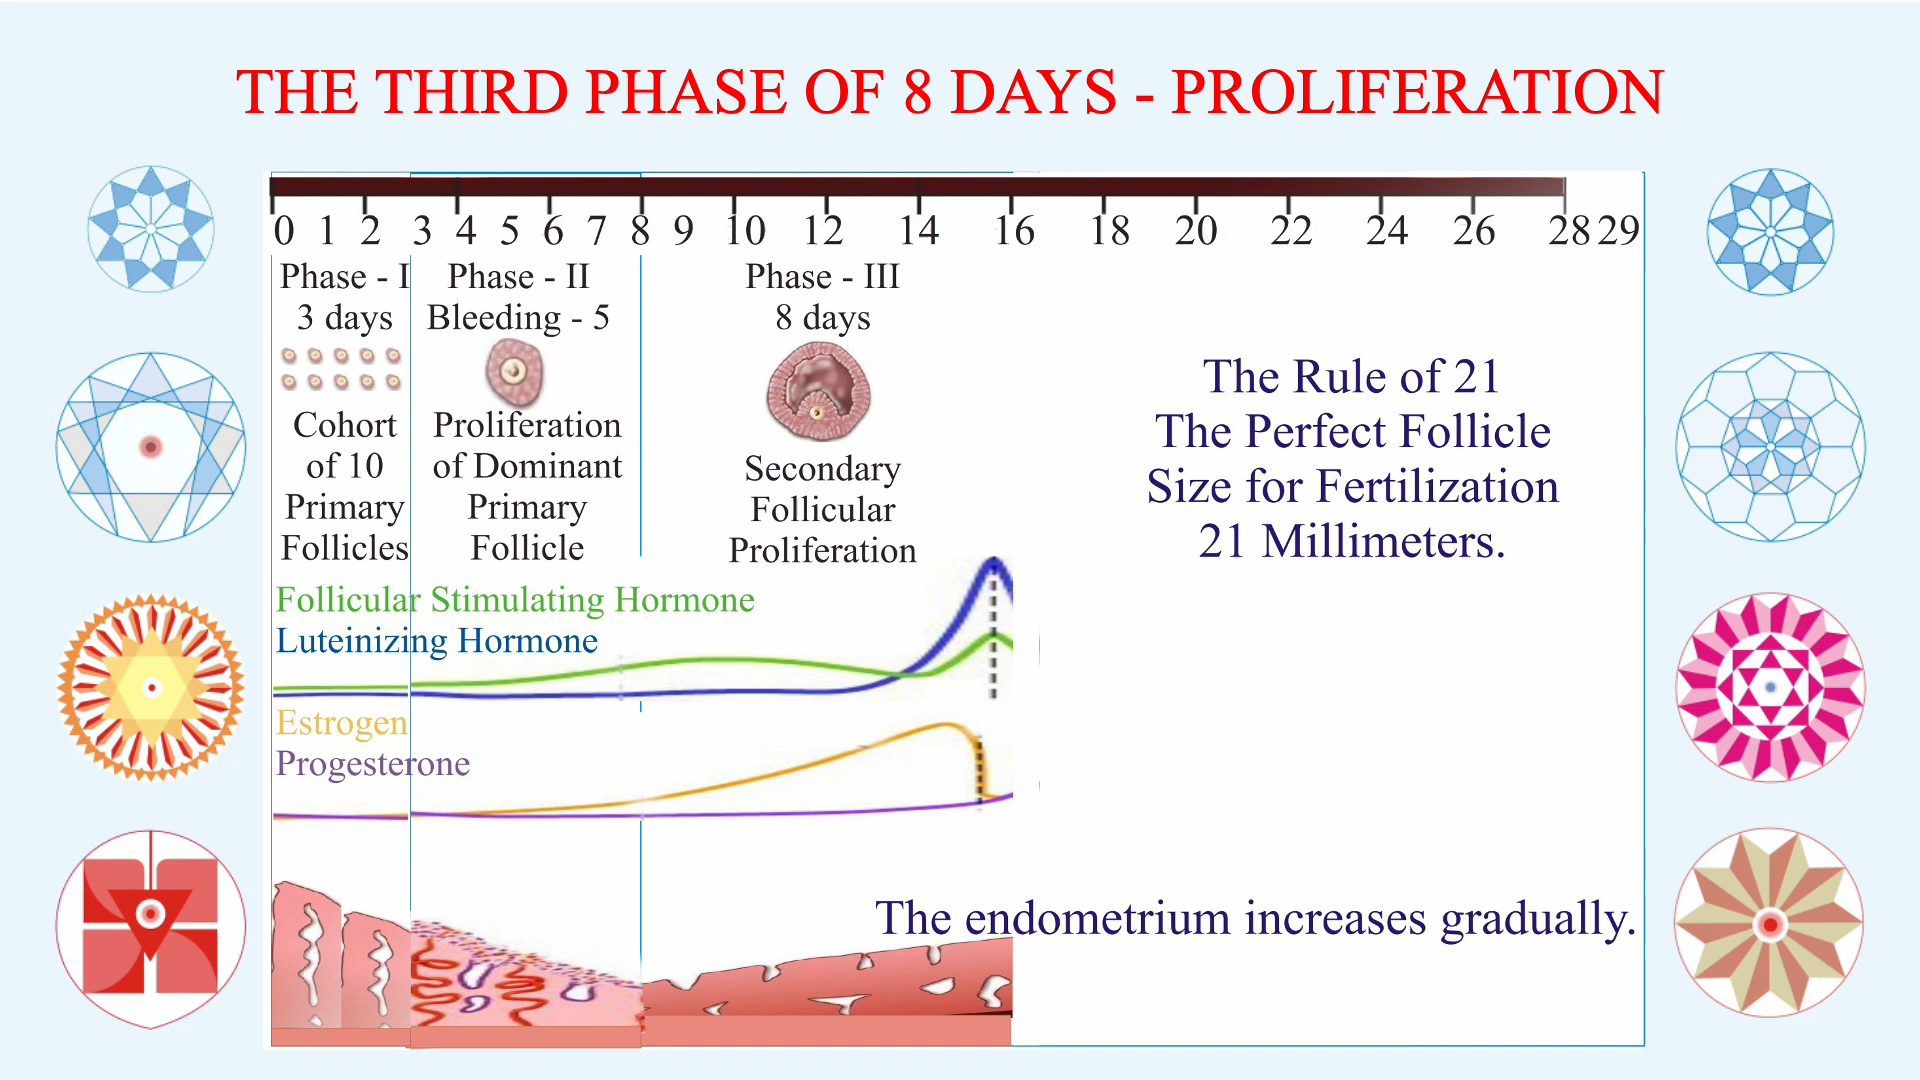 THE THIRD PHASE OF 8 DAYS - PROLIFERATION
0 1 2 3 4 5 6 7 8 9 10 12 14 16 18 20 22 24 26 28 29
Phase - I
3 days
Cohort
of 10
Primary
Follicles
Phase - II
Bleeding - 5
Proliferation
of Dominant
Primary
Follicle
Phase - III
8 days
Secondary
Follicular
Proliferation
The Rule of 21
The Perfect Follicle
Size for Fertilization
21 Millimeters.
Follicular Stimulating Hormone
Luteinizing Hormone
Estrogen
Progesterone
The endometrium increases gradually.